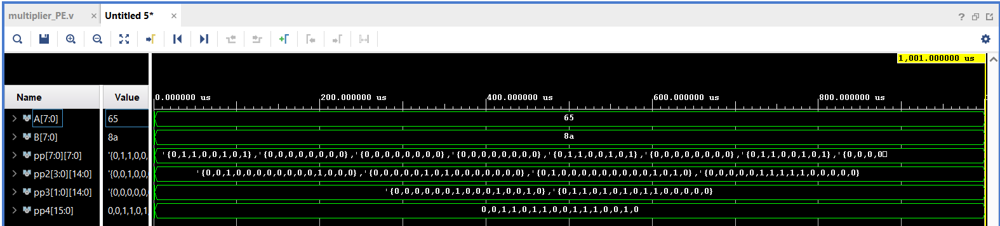 multiplier_PE.v × Untitled 5* × ?
1,001.000000 us
Name Value 0.000000 us 200.000000 us 400.000000 us 600.000000 us 800.000000 us
A[7:0] 65 65
B[7:0] 8a 8a
pp[7:0][7:0] '{0,1,1,0,0, '{0,1,1,0,0,1,0,1},'{0,0,0,0,0,0,0,0},'{0,0,0,0,0,0,0,0},'{0,0,0,0,0,0,0,0},'{0,1,1,0,0,1,0,1},'{0,0,0,0,0,0,0,0},'{0,1,1,0,0,1,0,1},'{0,0,0,0
pp2[3:0][14:0] '{0,0,1,0,0, '{0,0,1,0,0,0,0,0,0,0,0,1,0,0,0},'{0,0,0,0,0,1,0,1,0,0,0,0,0,0,0},'{0,1,0,0,0,0,0,0,0,0,0,1,0,1,0},'{0,0,0,0,0,1,1,1,1,1,0,0,0,0,0}
pp3[1:0][14:0] '{0,0,0,0,0, '{0,0,0,0,0,0,1,0,0,0,1,0,0,1,0},'{0,1,1,0,1,0,1,0,1,1,0,0,0,0,0}
pp4[15:0] 0,0,1,1,0,1, 0,0,1,1,0,1,1,0,0,1,1,1,0,0,1,0